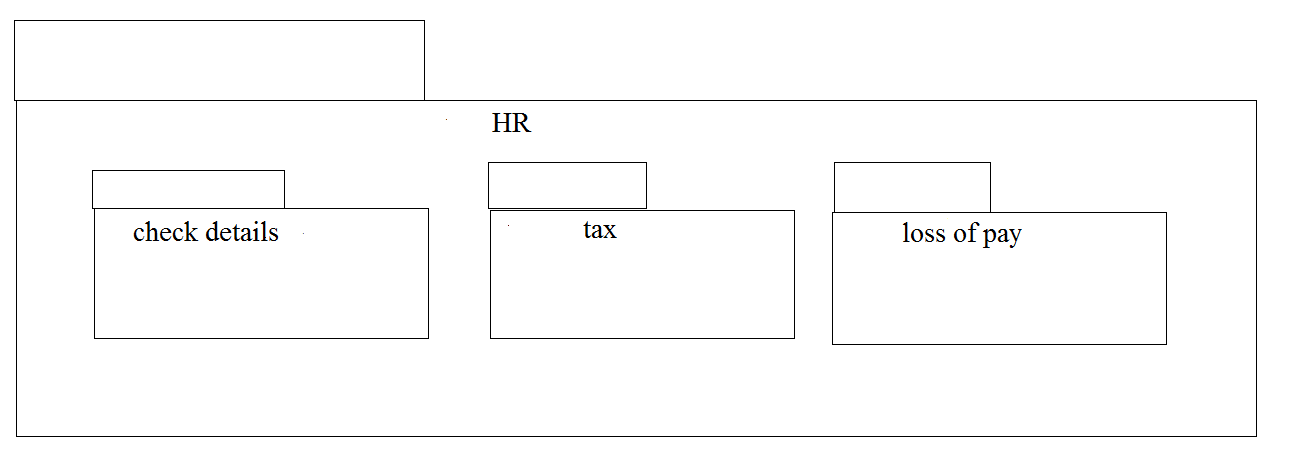 HR
check details
tax
loss of pay